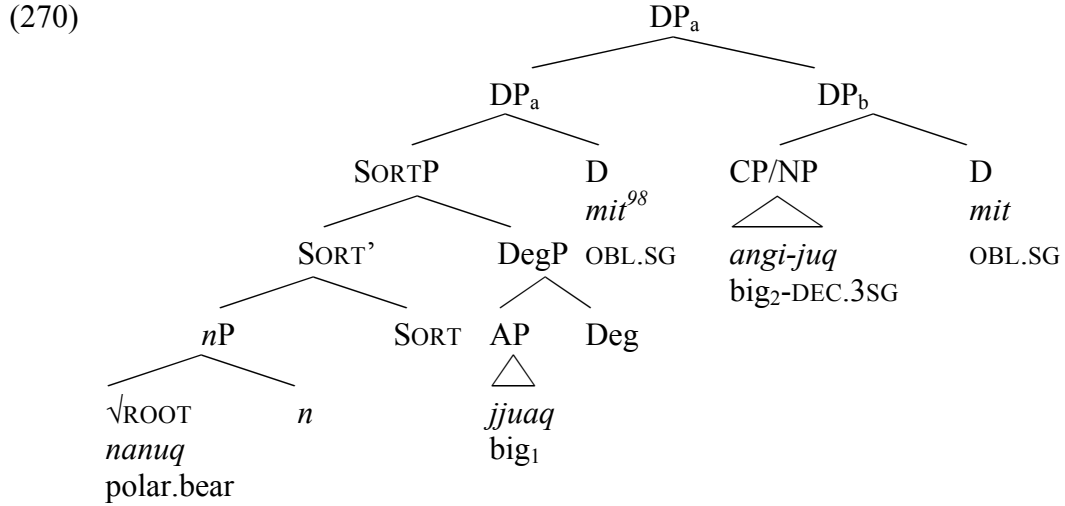 (270) DPa
DPa DPb
SORTP D CP/NP D
mit98 mit
SORT’ DegP OBL.SG angi-juq OBL.SG
big2-DEC.3SG
nP SORT AP Deg
√ROOT n jjuaq
nanuq big1
polar.bear